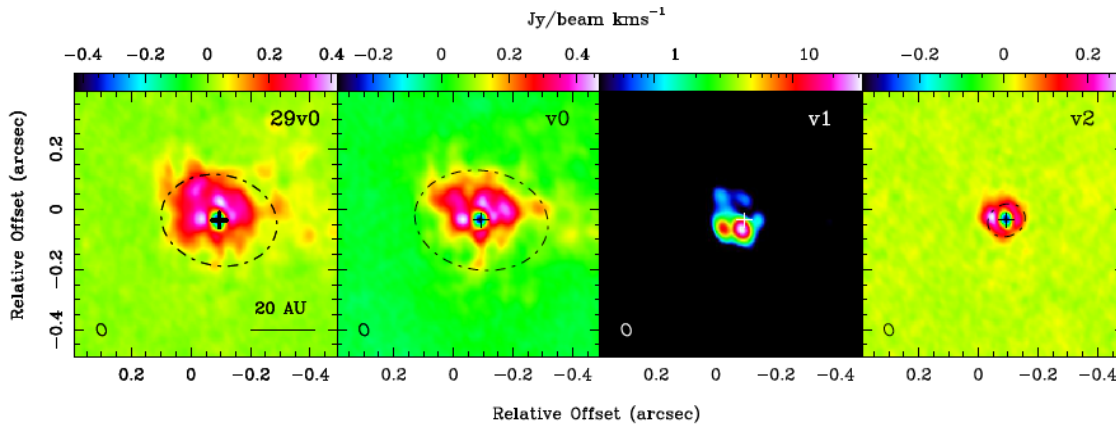 Jy/beam kms⁻¹
−0.4 −0.2 0 0.2 0.4 −0.2 0 0.2 0.4 1 10 −0.2 0 0.2
29v0 v0 v1 v2
Relative Offset (arcsec)
0.2
0
−0.2
−0.4
20 AU
0.2 0 −0.2 −0.4 0.2 0 −0.2 −0.4 0.2 0 −0.2 −0.4 0.2 0 −0.2 −0.4
Relative Offset (arcsec)